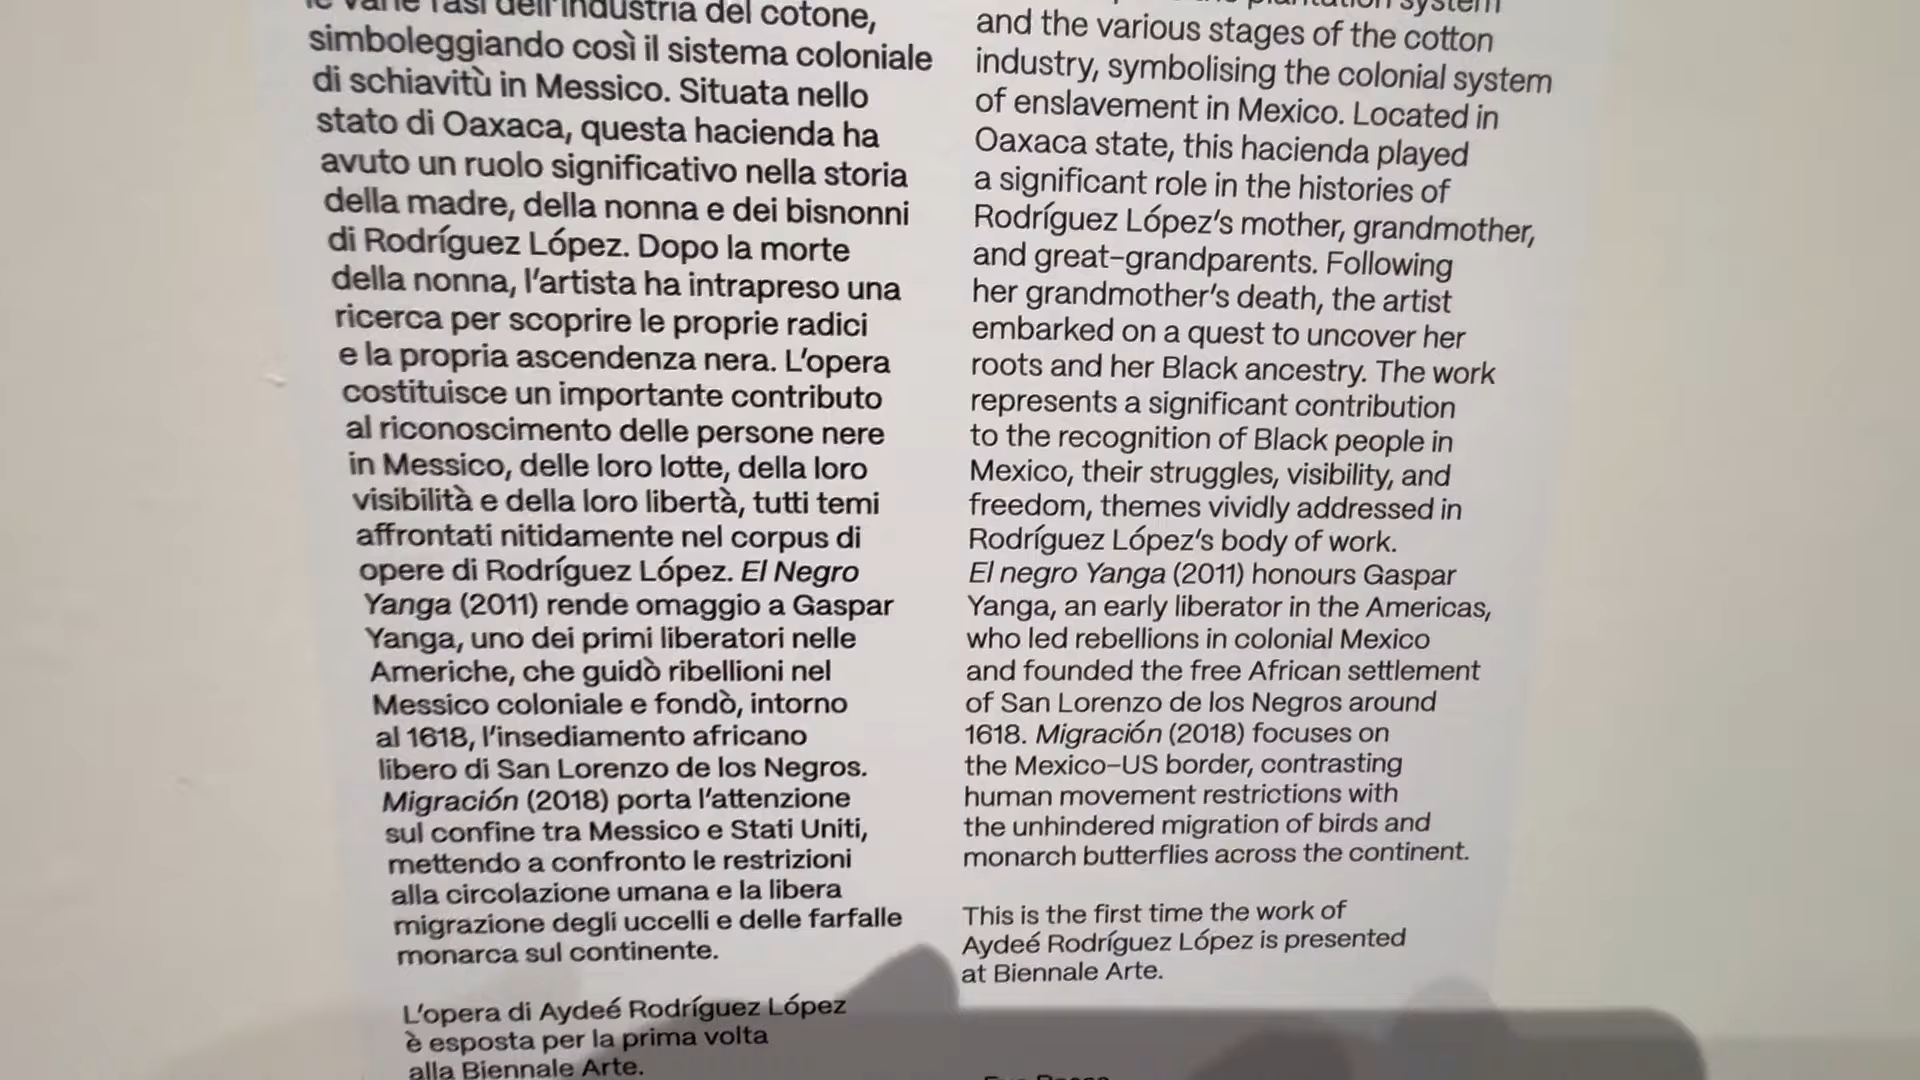 le varie fasi dell'industria del cotone,
simboleggiando così il sistema coloniale
di schiavitù in Messico. Situata nello
stato di Oaxaca, questa hacienda ha
avuto un ruolo significativo nella storia
della madre, della nonna e dei bisnonni
di Rodríguez López. Dopo la morte
della nonna, l'artista ha intrapreso una
ricerca per scoprire le proprie radici
e la propria ascendenza nera. L'opera
costituisce un importante contributo
al riconoscimento delle persone nere
in Messico, delle loro lotte, della loro
visibilità e della loro libertà, tutti temi
affrontati nitidamente nel corpus di
opere di Rodríguez López. El Negro
Yanga (2011) rende omaggio a Gaspar
Yanga, uno dei primi liberatori nelle
Americhe, che guidò ribellioni nel
Messico coloniale e fondò, intorno
al 1618, l'insediamento africano
libero di San Lorenzo de los Negros.
Migración (2018) porta l'attenzione
sul confine tra Messico e Stati Uniti,
mettendo a confronto le restrizioni
alla circolazione umana e la libera
migrazione degli uccelli e delle farfalle
monarca sul continente.
L'opera di Aydeé Rodríguez López
è esposta per la prima volta
alla Biennale Arte.
plantation system
and the various stages of the cotton
industry, symbolising the colonial system
of enslavement in Mexico. Located in
Oaxaca state, this hacienda played
a significant role in the histories of
Rodríguez López's mother, grandmother,
and great-grandparents. Following
her grandmother's death, the artist
embarked on a quest to uncover her
roots and her Black ancestry. The work
represents a significant contribution
to the recognition of Black people in
Mexico, their struggles, visibility, and
freedom, themes vividly addressed in
Rodríguez López's body of work.
El negro Yanga (2011) honours Gaspar
Yanga, an early liberator in the Americas,
who led rebellions in colonial Mexico
and founded the free African settlement
of San Lorenzo de los Negros around
1618. Migración (2018) focuses on
the Mexico-US border, contrasting
human movement restrictions with
the unhindered migration of birds and
monarch butterflies across the continent.
This is the first time the work of
Aydeé Rodríguez López is presented
at Biennale Arte.